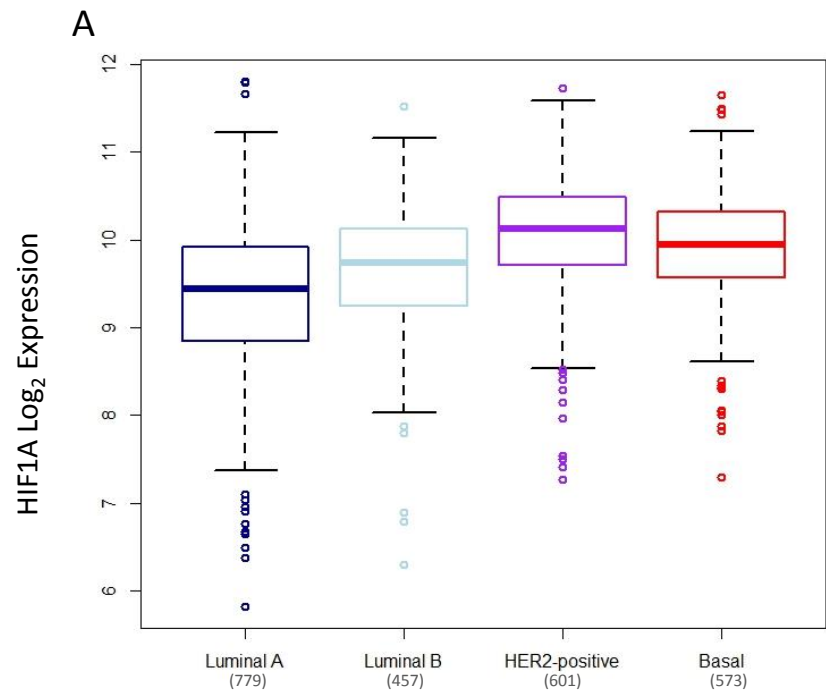 A
HIF1A Log₂ Expression
12
11
10
9
8
7
6
Luminal A
(779)
Luminal B
(457)
HER2-positive
(601)
Basal
(573)